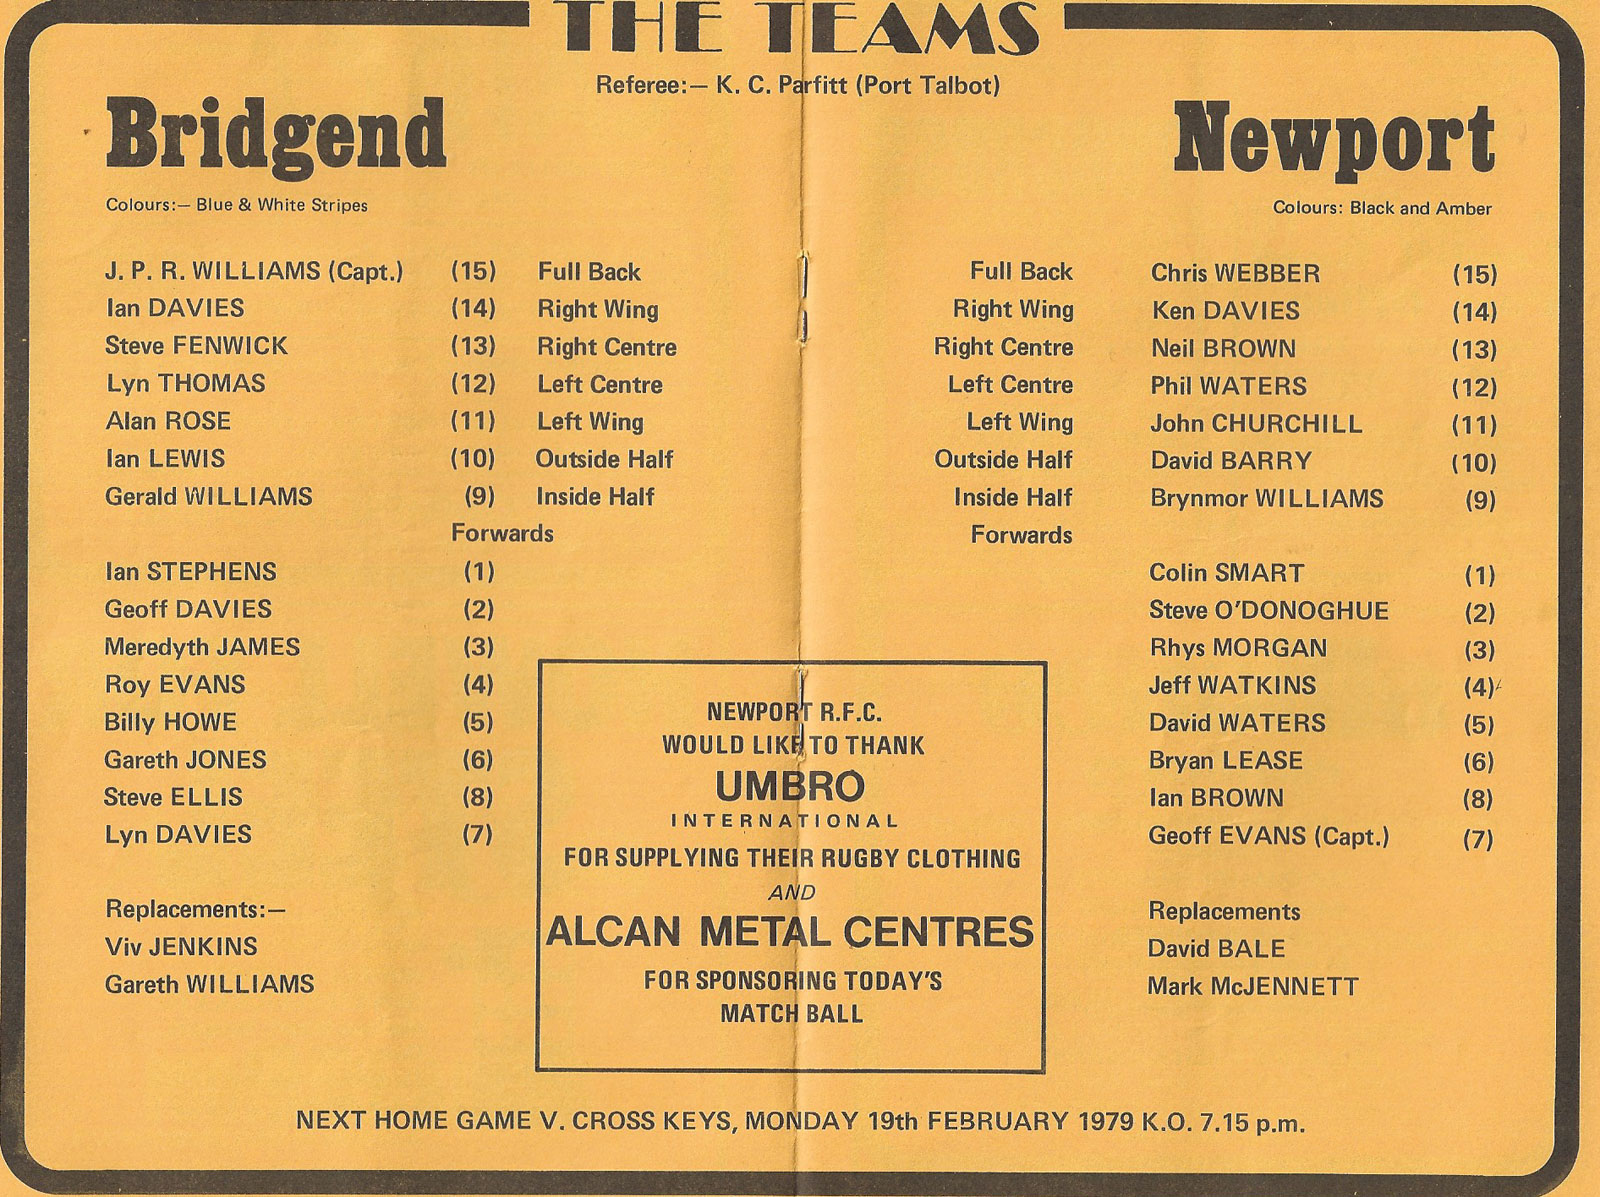 THE TEAMS
Referee:— K. C. Parfitt (Port Talbot)
Bridgend
Colours:— Blue & White Stripes
J. P. R. WILLIAMS (Capt.) (15) Full Back
Ian DAVIES (14) Right Wing
Steve FENWICK (13) Right Centre
Lyn THOMAS (12) Left Centre
Alan ROSE (11) Left Wing
Ian LEWIS (10) Outside Half
Gerald WILLIAMS (9) Inside Half
Forwards
Ian STEPHENS (1)
Geoff DAVIES (2)
Meredyth JAMES (3)
Roy EVANS (4)
Billy HOWE (5)
Gareth JONES (6)
Steve ELLIS (8)
Lyn DAVIES (7)
Replacements:—
Viv JENKINS
Gareth WILLIAMS
Newport
Colours: Black and Amber
Full Back Chris WEBBER (15)
Right Wing Ken DAVIES (14)
Right Centre Neil BROWN (13)
Left Centre Phil WATERS (12)
Left Wing John CHURCHILL (11)
Outside Half David BARRY (10)
Inside Half Brynmor WILLIAMS (9)
Forwards
Colin SMART (1)
Steve O'DONOGHUE (2)
Rhys MORGAN (3)
Jeff WATKINS (4)
David WATERS (5)
Bryan LEASE (6)
Ian BROWN (8)
Geoff EVANS (Capt.) (7)
Replacements
David BALE
Mark McJENNETT
NEWPORT R.F.C.
WOULD LIKE TO THANK
UMBRO
INTERNATIONAL
FOR SUPPLYING THEIR RUGBY CLOTHING
AND
ALCAN METAL CENTRES
FOR SPONSORING TODAY'S
MATCH BALL
NEXT HOME GAME V. CROSS KEYS, MONDAY 19th FEBRUARY 1979 K.O. 7.15 p.m.